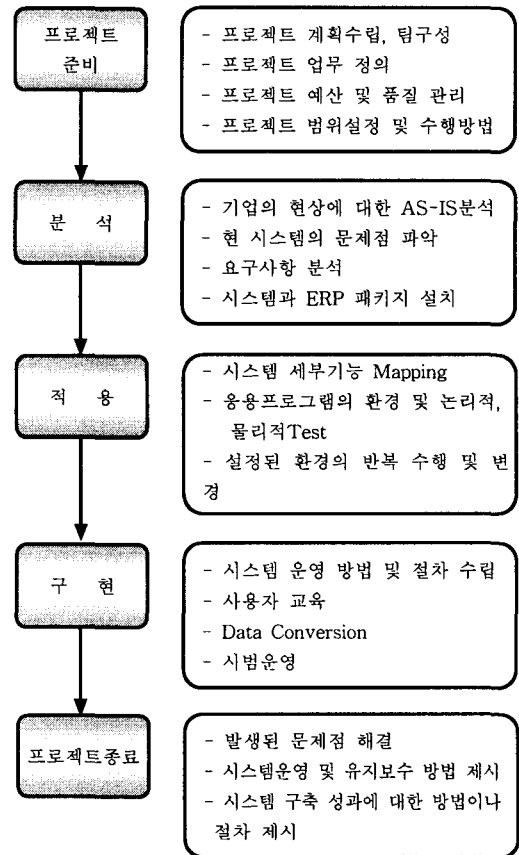 프로젝트
준비
- 프로젝트 계획수립, 팀구성
- 프로젝트 업무 정의
- 프로젝트 예산 및 품질 관리
- 프로젝트 범위설정 및 수행방법
분 석
- 기업의 현상에 대한 AS-IS분석
- 현 시스템의 문제점 파악
- 요구사항 분석
- 시스템과 ERP 패키지 설치
적 용
- 시스템 세부기능 Mapping
- 응용프로그램의 환경 및 논리적,
물리적Test
- 설정된 환경의 반복 수행 및 변
경
구 현
- 시스템 운영 방법 및 절차 수립
- 사용자 교육
- Data Conversion
- 시범운영
프로젝트종료
- 발생된 문제점 해결
- 시스템운영 및 유지보수 방법 제시
- 시스템 구축 성과에 대한 방법이나
절차 제시